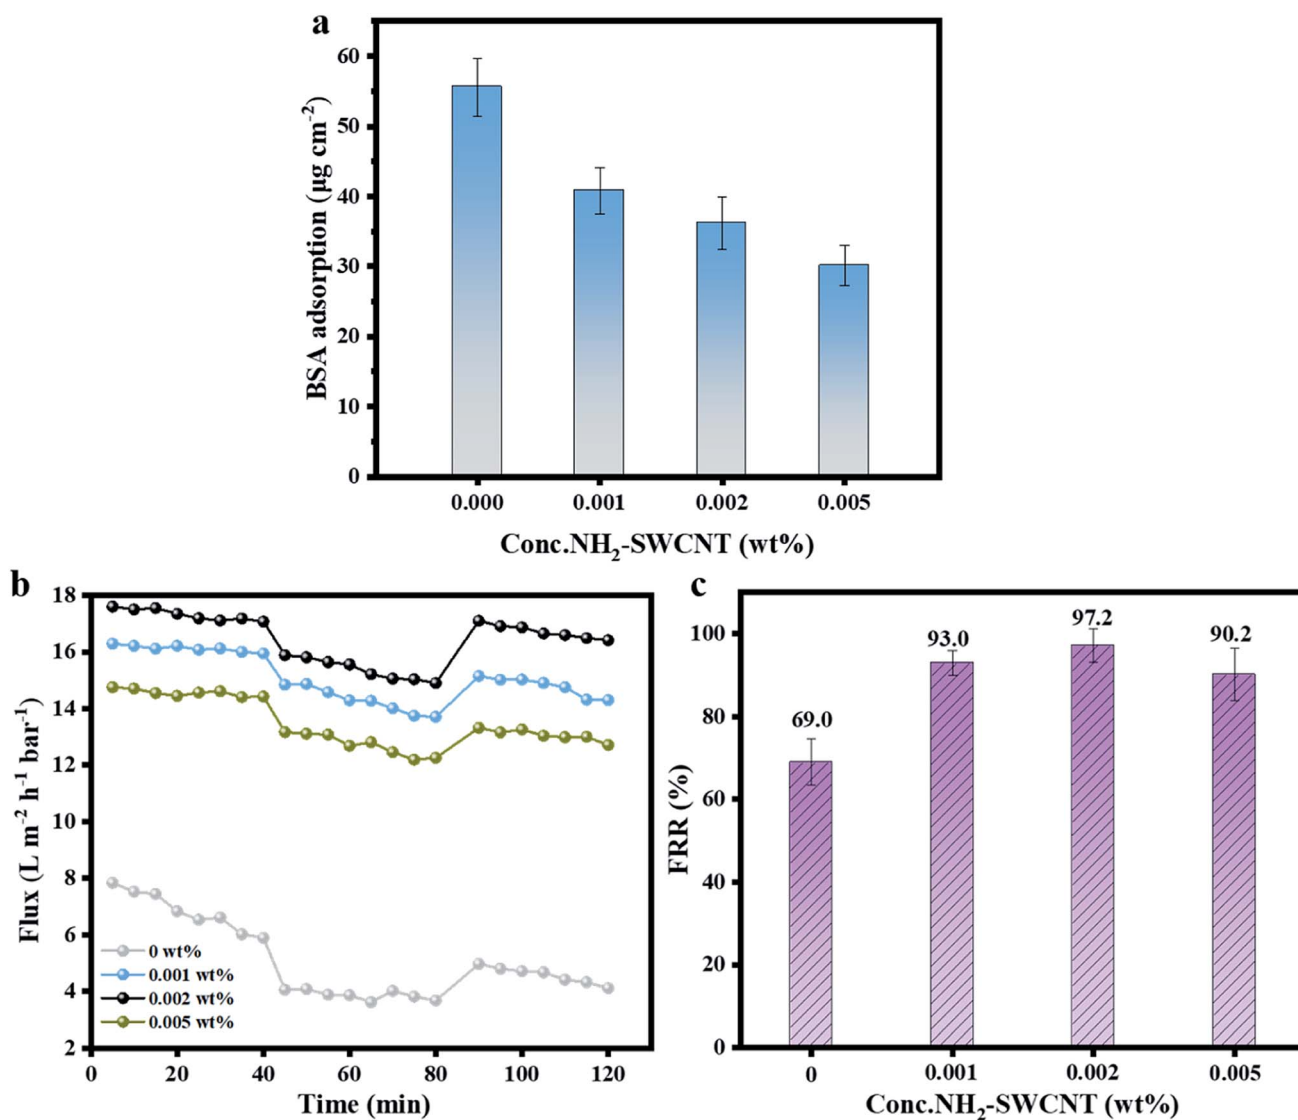 a
60
50
40
30
20
10
0
BSA adsorption (μg cm⁻²)
0.000 0.001 0.002 0.005
Conc.NH₂-SWCNT (wt%)
b
18
16
14
12
10
8
6
4
2
Flux (L m⁻² h⁻¹ bar⁻¹)
0 wt%
0.001 wt%
0.002 wt%
0.005 wt%
0 20 40 60 80 100 120
Time (min)
c
100
80
60
40
20
0
FRR (%)
69.0 93.0 97.2 90.2
0 0.001 0.002 0.005
Conc.NH₂-SWCNT (wt%)